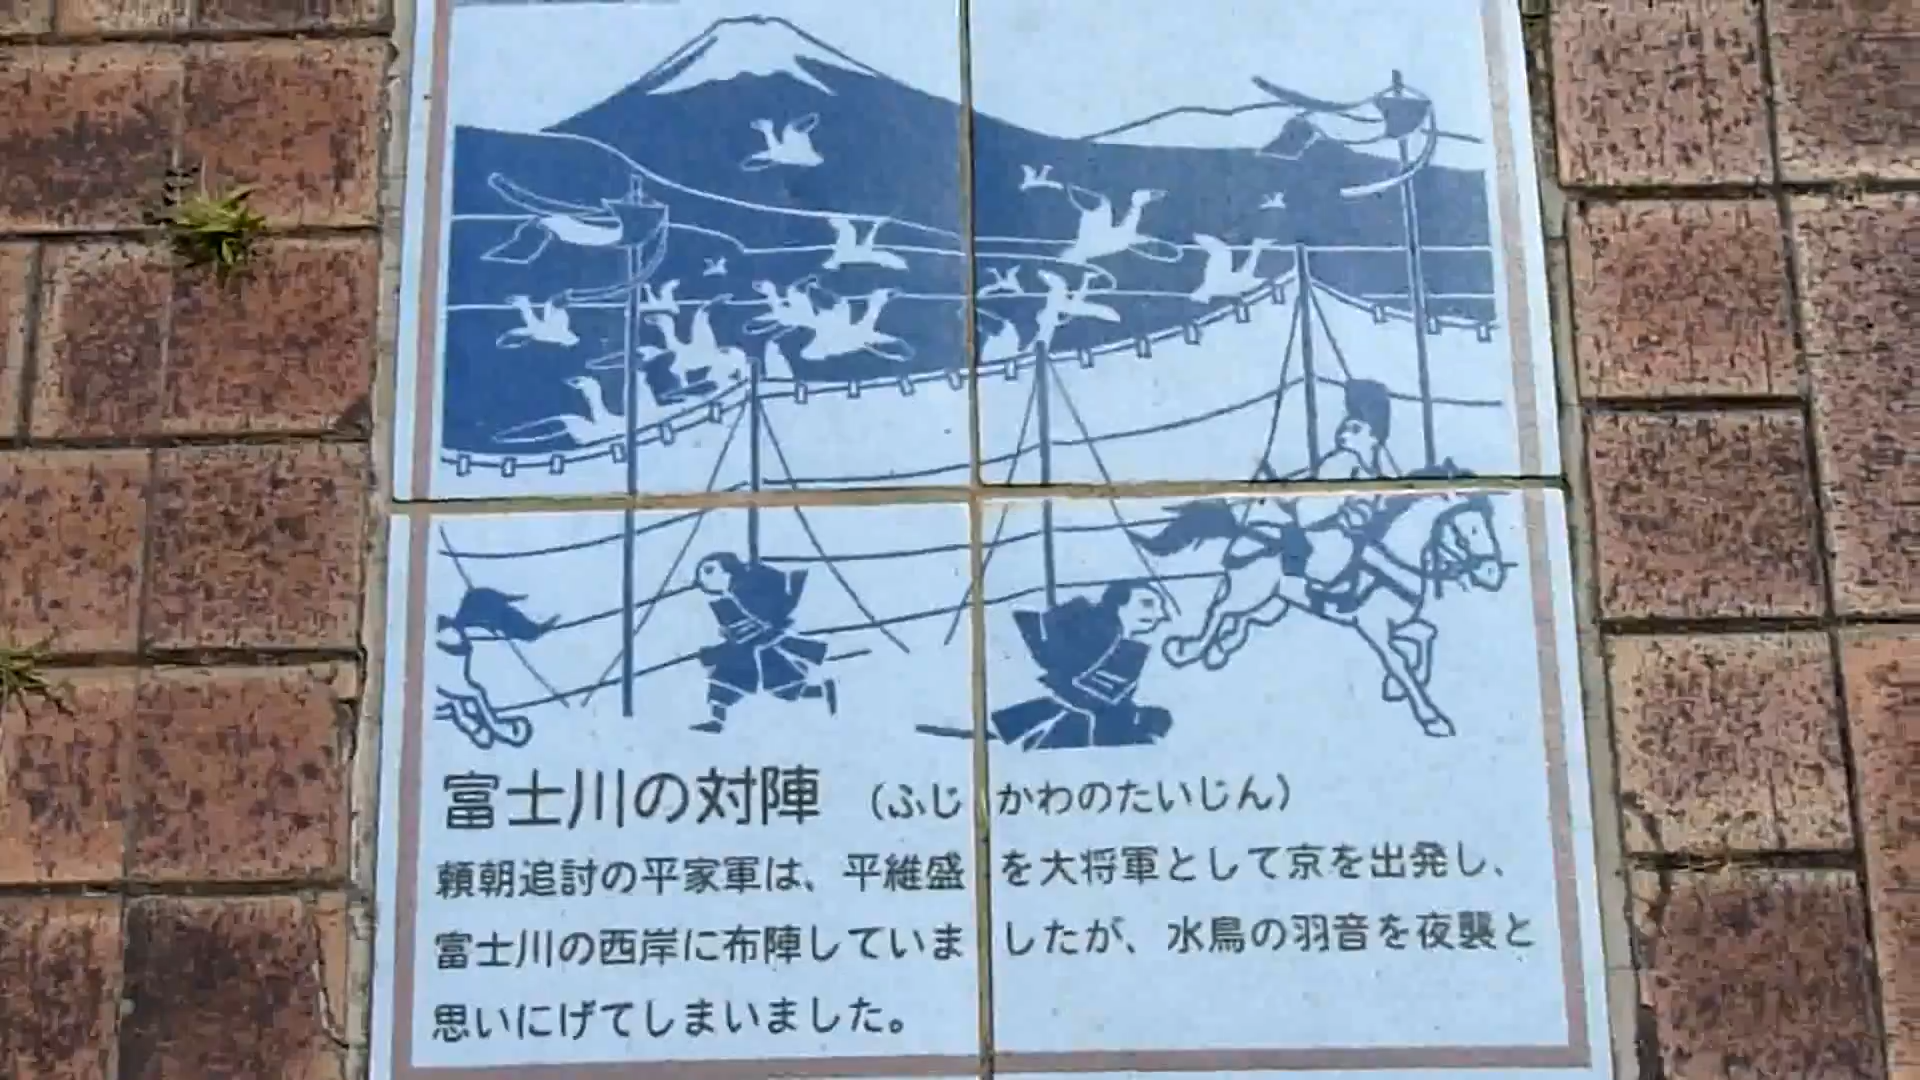 富士川の対陣 (ふじかわのたいじん)
頼朝追討の平家軍は、平維盛を大将軍として京を出発し、
富士川の西岸に布陣していましたが、水鳥の羽音を夜襲と
思いにげてしまいました。